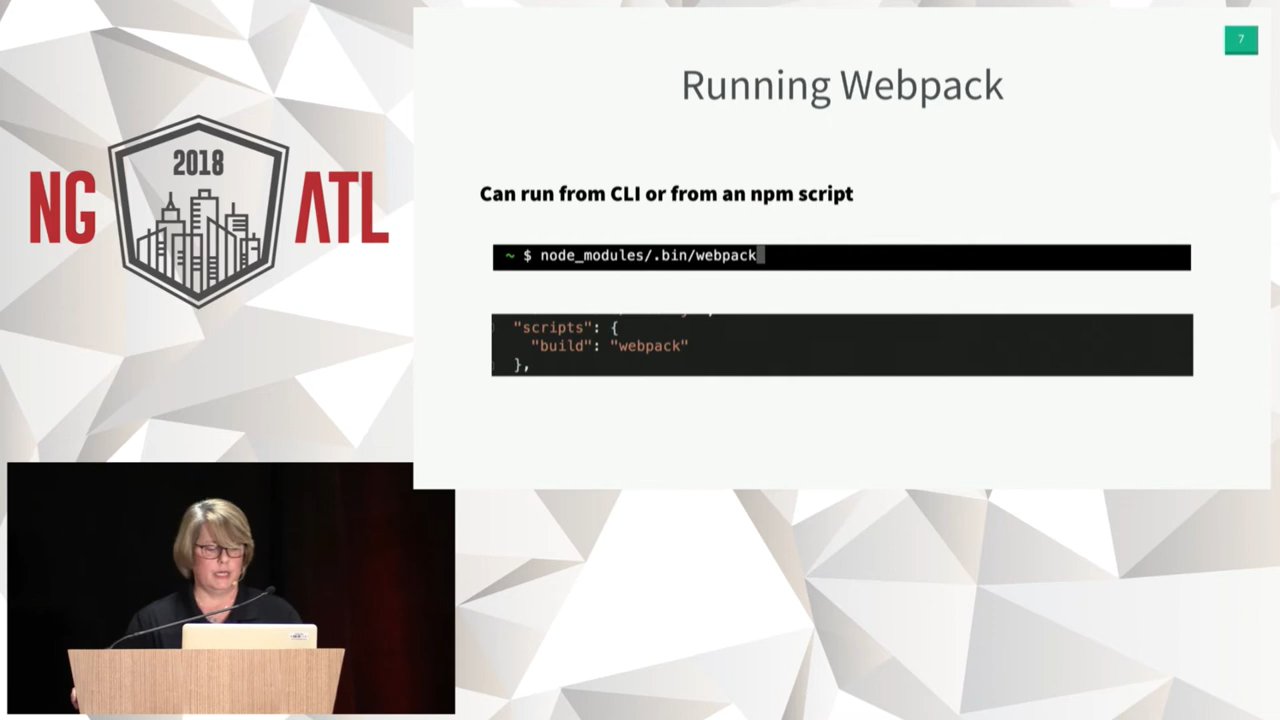 NG
2018
ATL
7
Running Webpack
Can run from CLI or from an npm script
~ $ node_modules/.bin/webpack
"scripts": {
"build": "webpack"
},